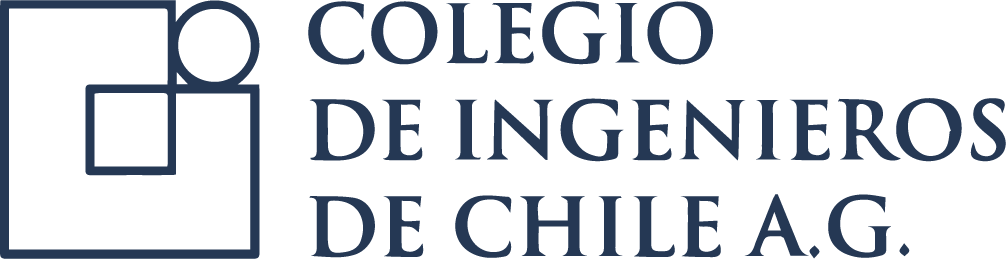 COLEGIO
DE INGENIEROS
DE CHILE A.G.